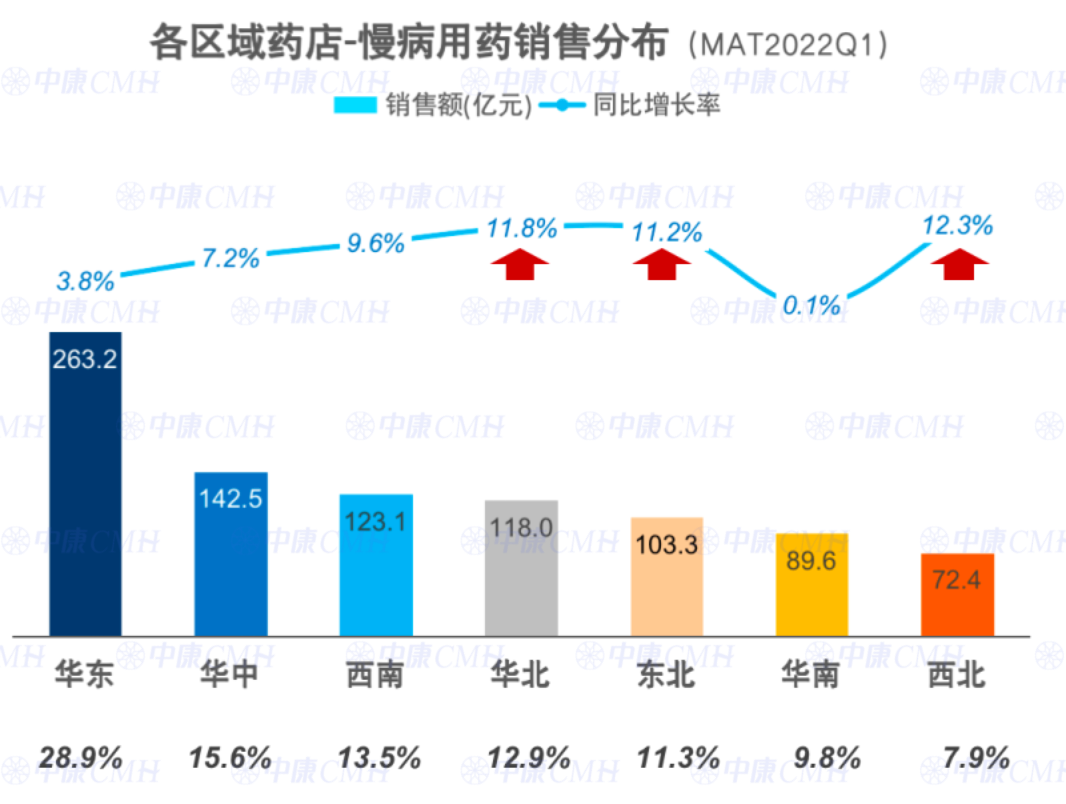 各区域药店-慢病用药销售分布（MAT2022Q1）
销售额(亿元) 同比增长率
3.8% 7.2% 9.6% 11.8% 11.2% 0.1% 12.3%
263.2 142.5 123.1 118.0 103.3 89.6 72.4
华东 华中 西南 华北 东北 华南 西北
28.9% 15.6% 13.5% 12.9% 11.3% 9.8% 7.9%
中康CMH